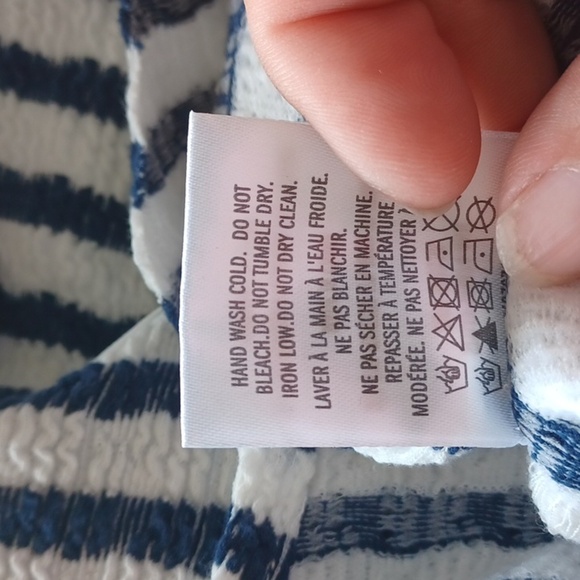 HAND WASH COLD. DO NOT
BLEACH.DO NOT TUMBLE DRY.
IRON LOW.DO NOT DRY CLEAN.
LAVER À LA MAIN À L'EAU FROIDE.
NE PAS BLANCHIR.
NE PAS SÉCHER EN MACHINE.
REPASSER À TEMPÉRATURE
MODÉRÉE. NE PAS NETTOYER À